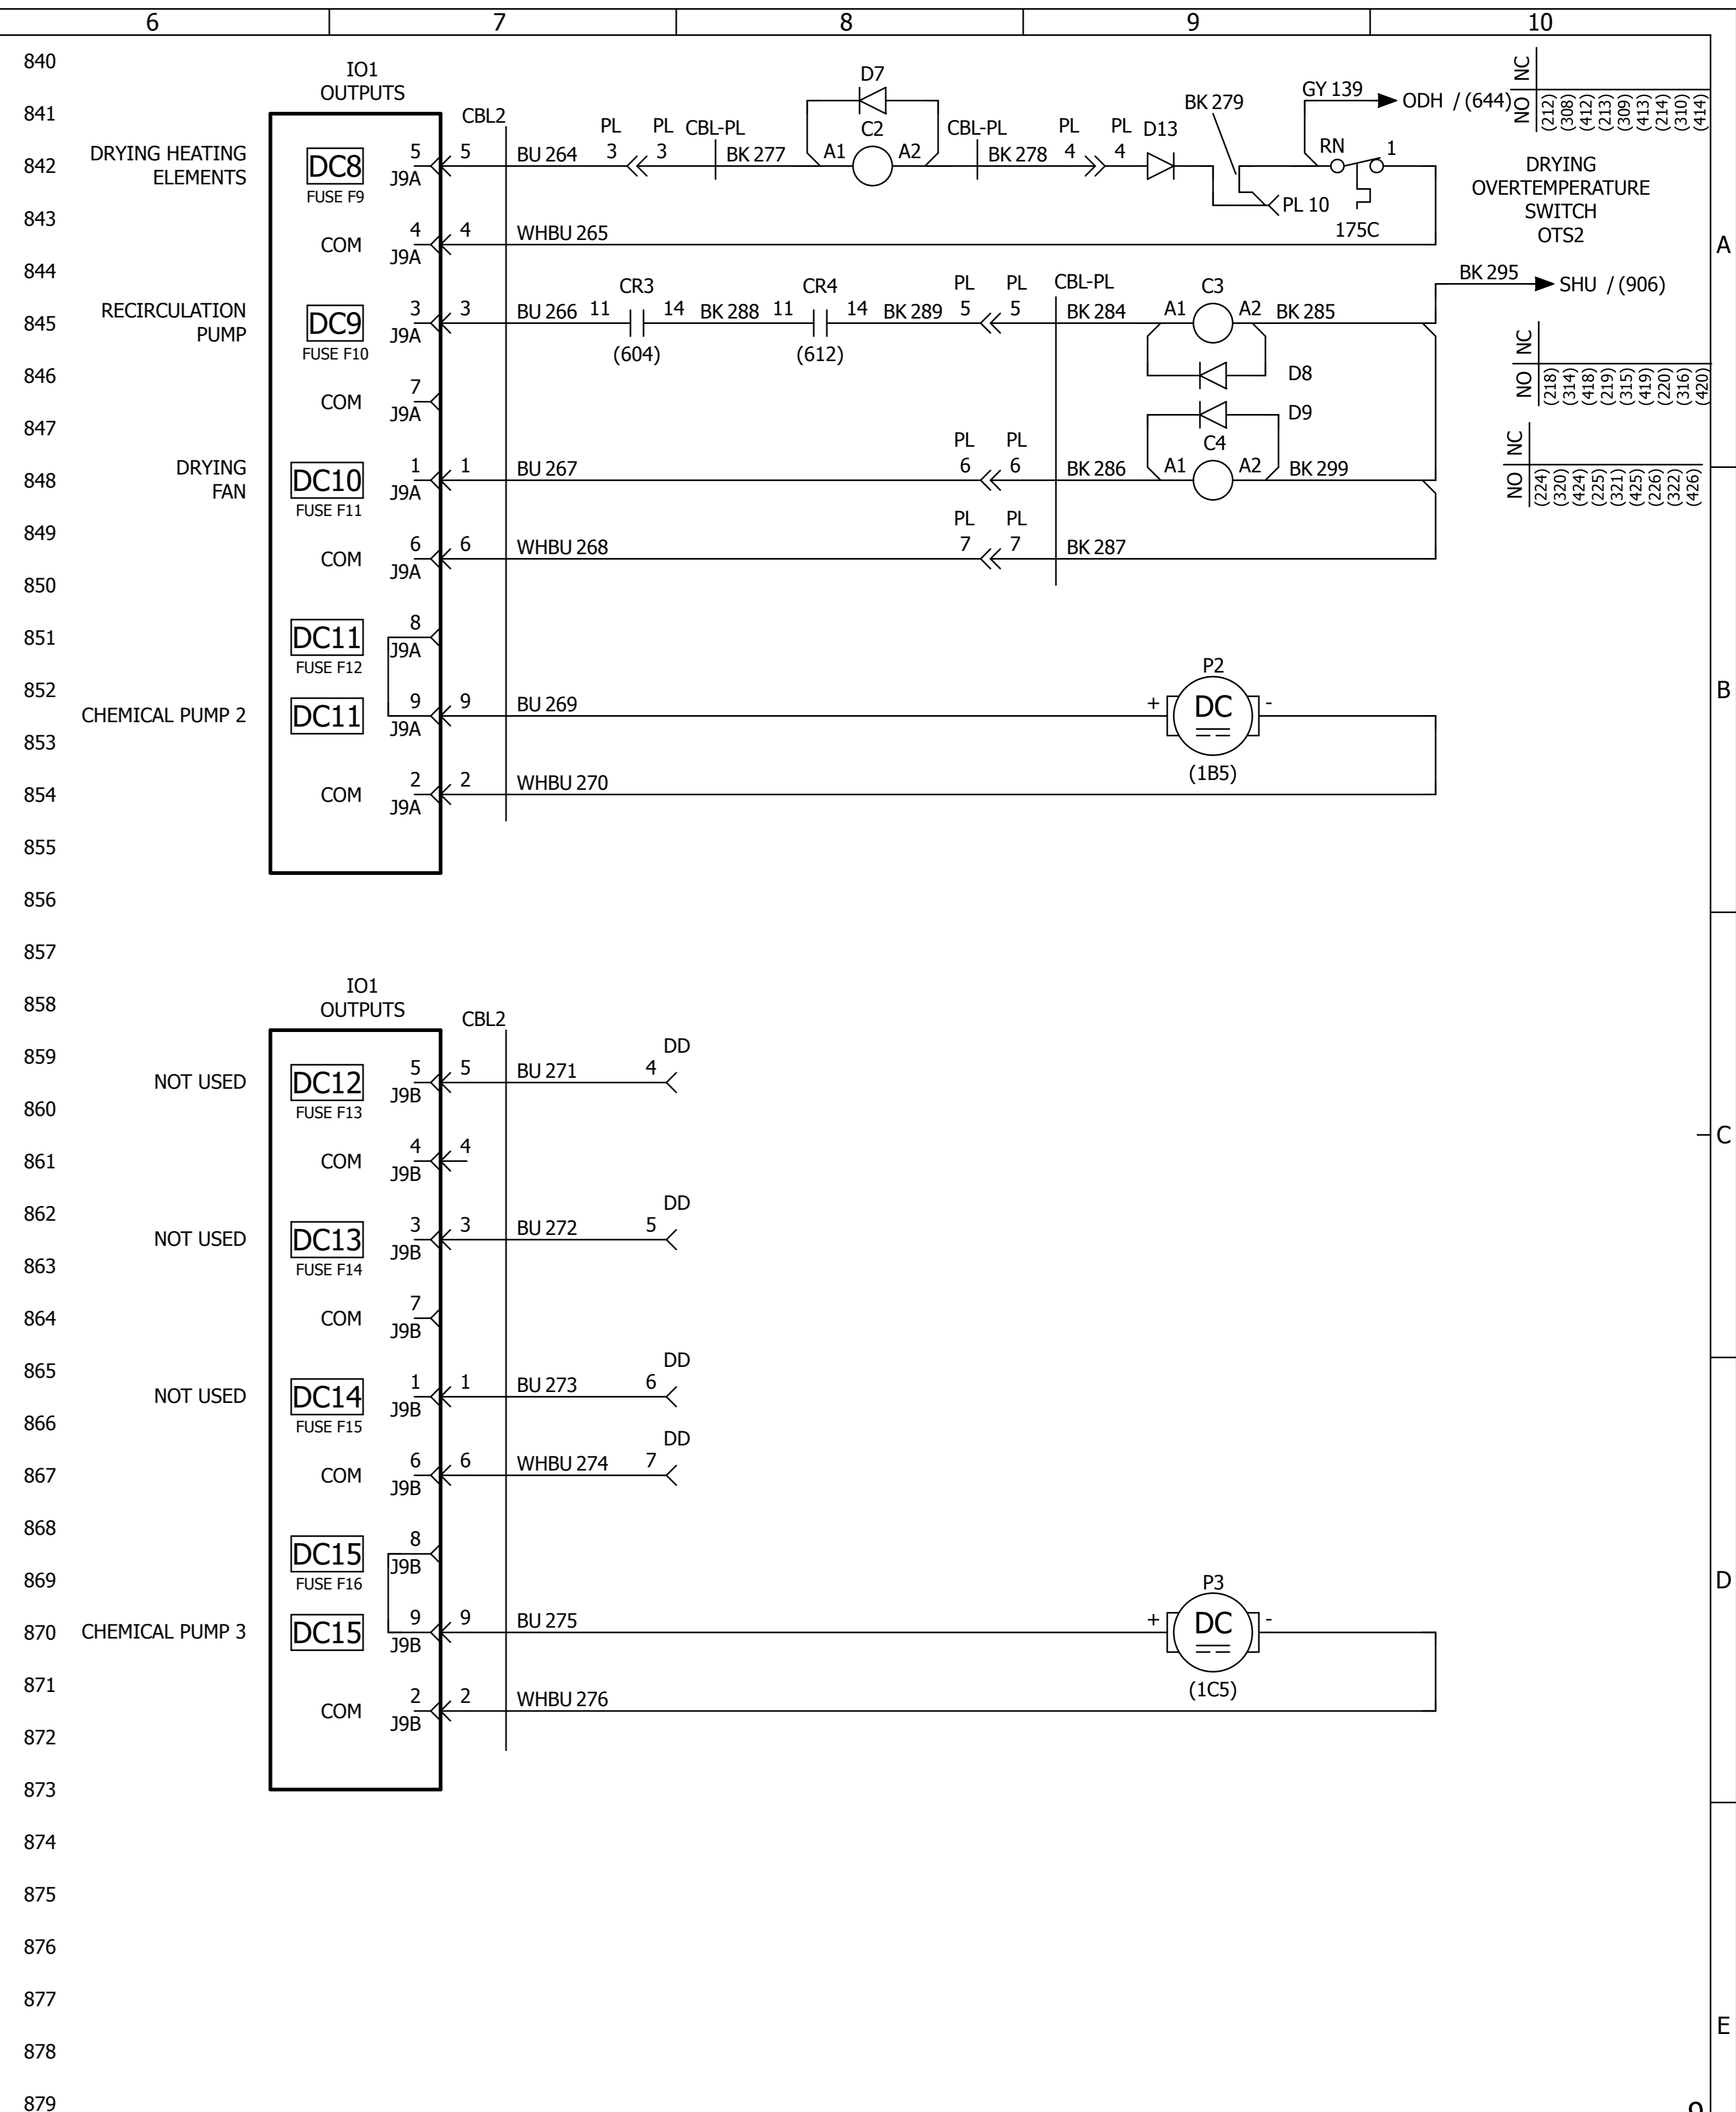 6 7 8 9 10
840
IO1
OUTPUTS
D7
NC
841
CBL2
GY 139
ODH / (644)
BK 279
NO (212) (308) (412) (213) (309) (413) (214) (310) (414)
PL PL CBL-PL C2 CBL-PL PL PL D13
842
DRYING HEATING
ELEMENTS
DC8
FUSE F9
5 J9A 5
BU 264
3 3
BK 277
A1 A2
BK 278
4 4
RN 1
PL 10
175C
DRYING
OVERTEMPERATURE
SWITCH
OTS2
843
COM
4 J9A 4
WHBU 265
A
844
CR3 CR4 PL PL CBL-PL C3
BK 295
SHU / (906)
845
RECIRCULATION
PUMP
DC9
FUSE F10
3 J9A 3
BU 266 11 14 BK 288 11 14 BK 289 5 5 BK 284 A1 A2 BK 285
(604) (612)
NC
NO (218) (314) (418) (219) (315) (419) (220) (316) (420)
846
D8
COM
7 J9A
D9
847
PL PL C4
NC
848
DRYING
FAN
DC10
FUSE F11
1 J9A 1
BU 267
6 6
BK 286
A1 A2
BK 299
NO (224) (320) (424) (225) (321) (425) (226) (322) (426)
849
PL PL
COM
6 J9A 6
WHBU 268
7 7
BK 287
850
851
DC11
FUSE F12
8 J9A
852
P2
B
CHEMICAL PUMP 2
DC11
9 J9A 9
BU 269
+ DC -
853
(1B5)
854
COM
2 J9A 2
WHBU 270
855
856
857
858
IO1
OUTPUTS
CBL2
859
DD
NOT USED
DC12
FUSE F13
5 J9B 5
BU 271
4
860
861
COM
4 J9B 4
C
862
DD
NOT USED
DC13
FUSE F14
3 J9B 3
BU 272
5
863
864
COM
7 J9B
865
DD
NOT USED
DC14
FUSE F15
1 J9B 1
BU 273
6
866
DD
867
COM
6 J9B 6
WHBU 274
7
868
DC15
FUSE F16
8 J9B
869
P3
D
870
CHEMICAL PUMP 3
DC15
9 J9B 9
BU 275
+ DC -
871
(1C5)
COM
2 J9B 2
WHBU 276
872
873
874
875
876
877
878
E
879